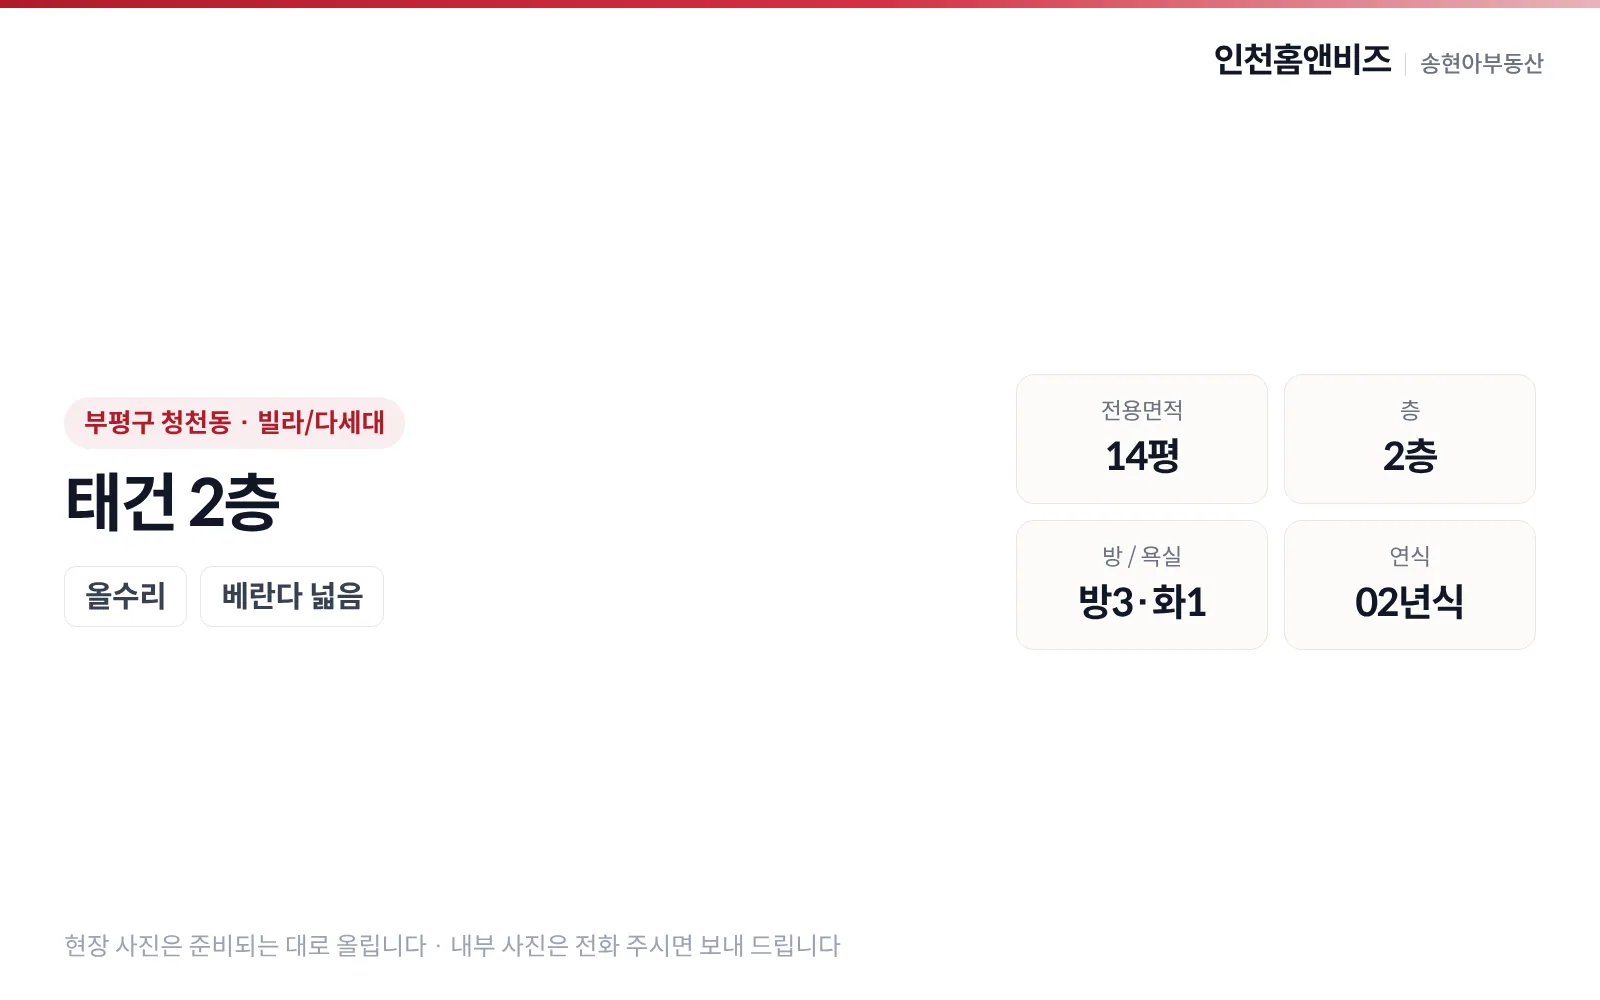 인천홈앤비즈 | 송현아부동산
부평구 청천동 · 빌라/다세대
태건 2층
올수리
베란다 넓음
전용면적
14평
층
2층
방 / 욕실
방3·화1
연식
02년식
현장 사진은 준비되는 대로 올립니다 · 내부 사진은 전화 주시면 보내 드립니다